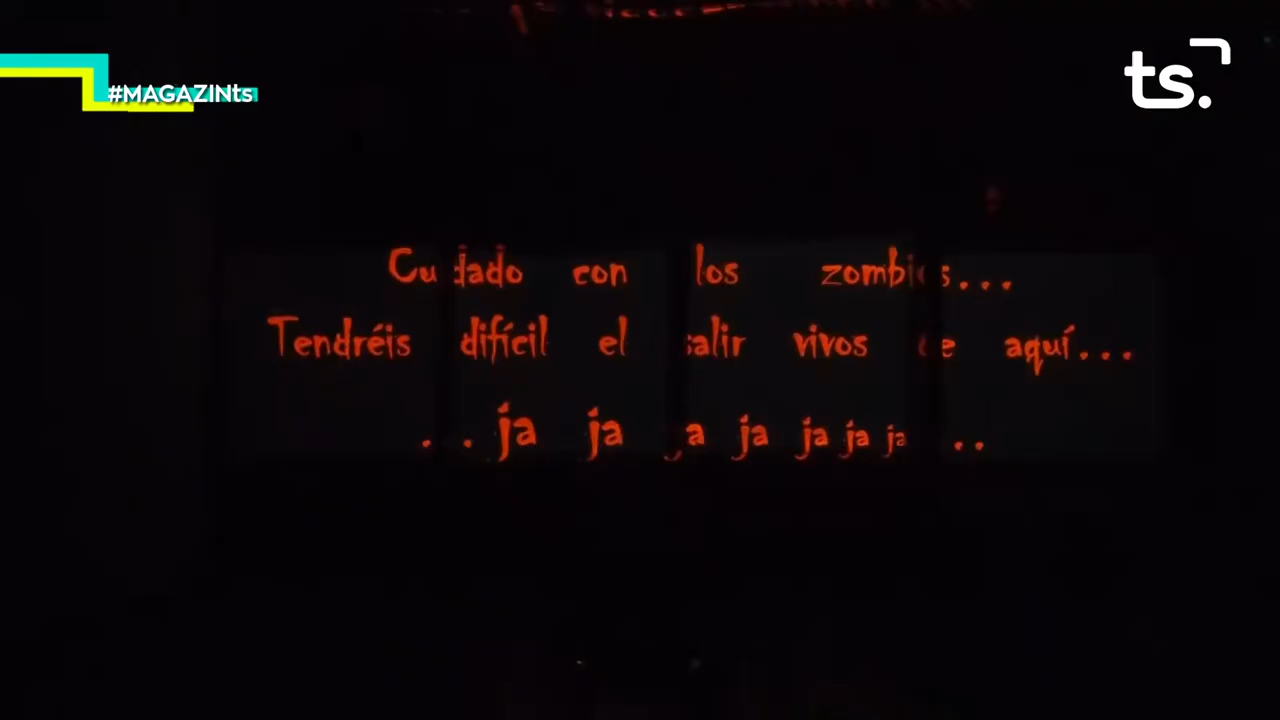 #MAGAZINts
ts.
Cuidado con los zombies...
Tendréis difícil el salir vivos de aquí...
... ja ja ja ja ja ja ja ...